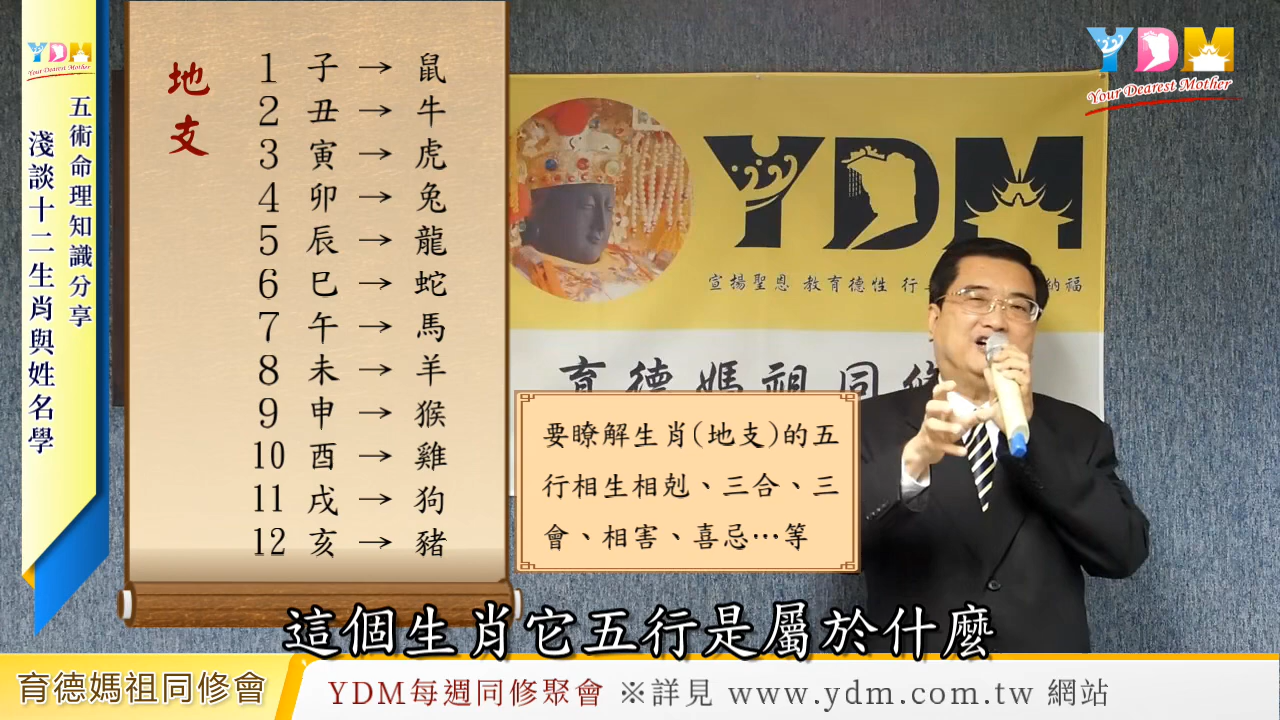 YDM
Your Dearest Mother
五術命理知識分享
淺談十二生肖與姓名學
地支
1 子 → 鼠
2 丑 → 牛
3 寅 → 虎
4 卯 → 兔
5 辰 → 龍
6 巳 → 蛇
7 午 → 馬
8 未 → 羊
9 申 → 猴
10 酉 → 雞
11 戌 → 狗
12 亥 → 豬
YDM
Your Dearest Mother
YDM
宣揚聖恩 教育德性 行 納福
育德媽祖同修
要瞭解生肖(地支)的五
行相生相剋、三合、三
會、相害、喜忌…等
這個生肖它五行是屬於什麼
育德媽祖同修會
YDM每週同修聚會 ※詳見 www.ydm.com.tw 網站